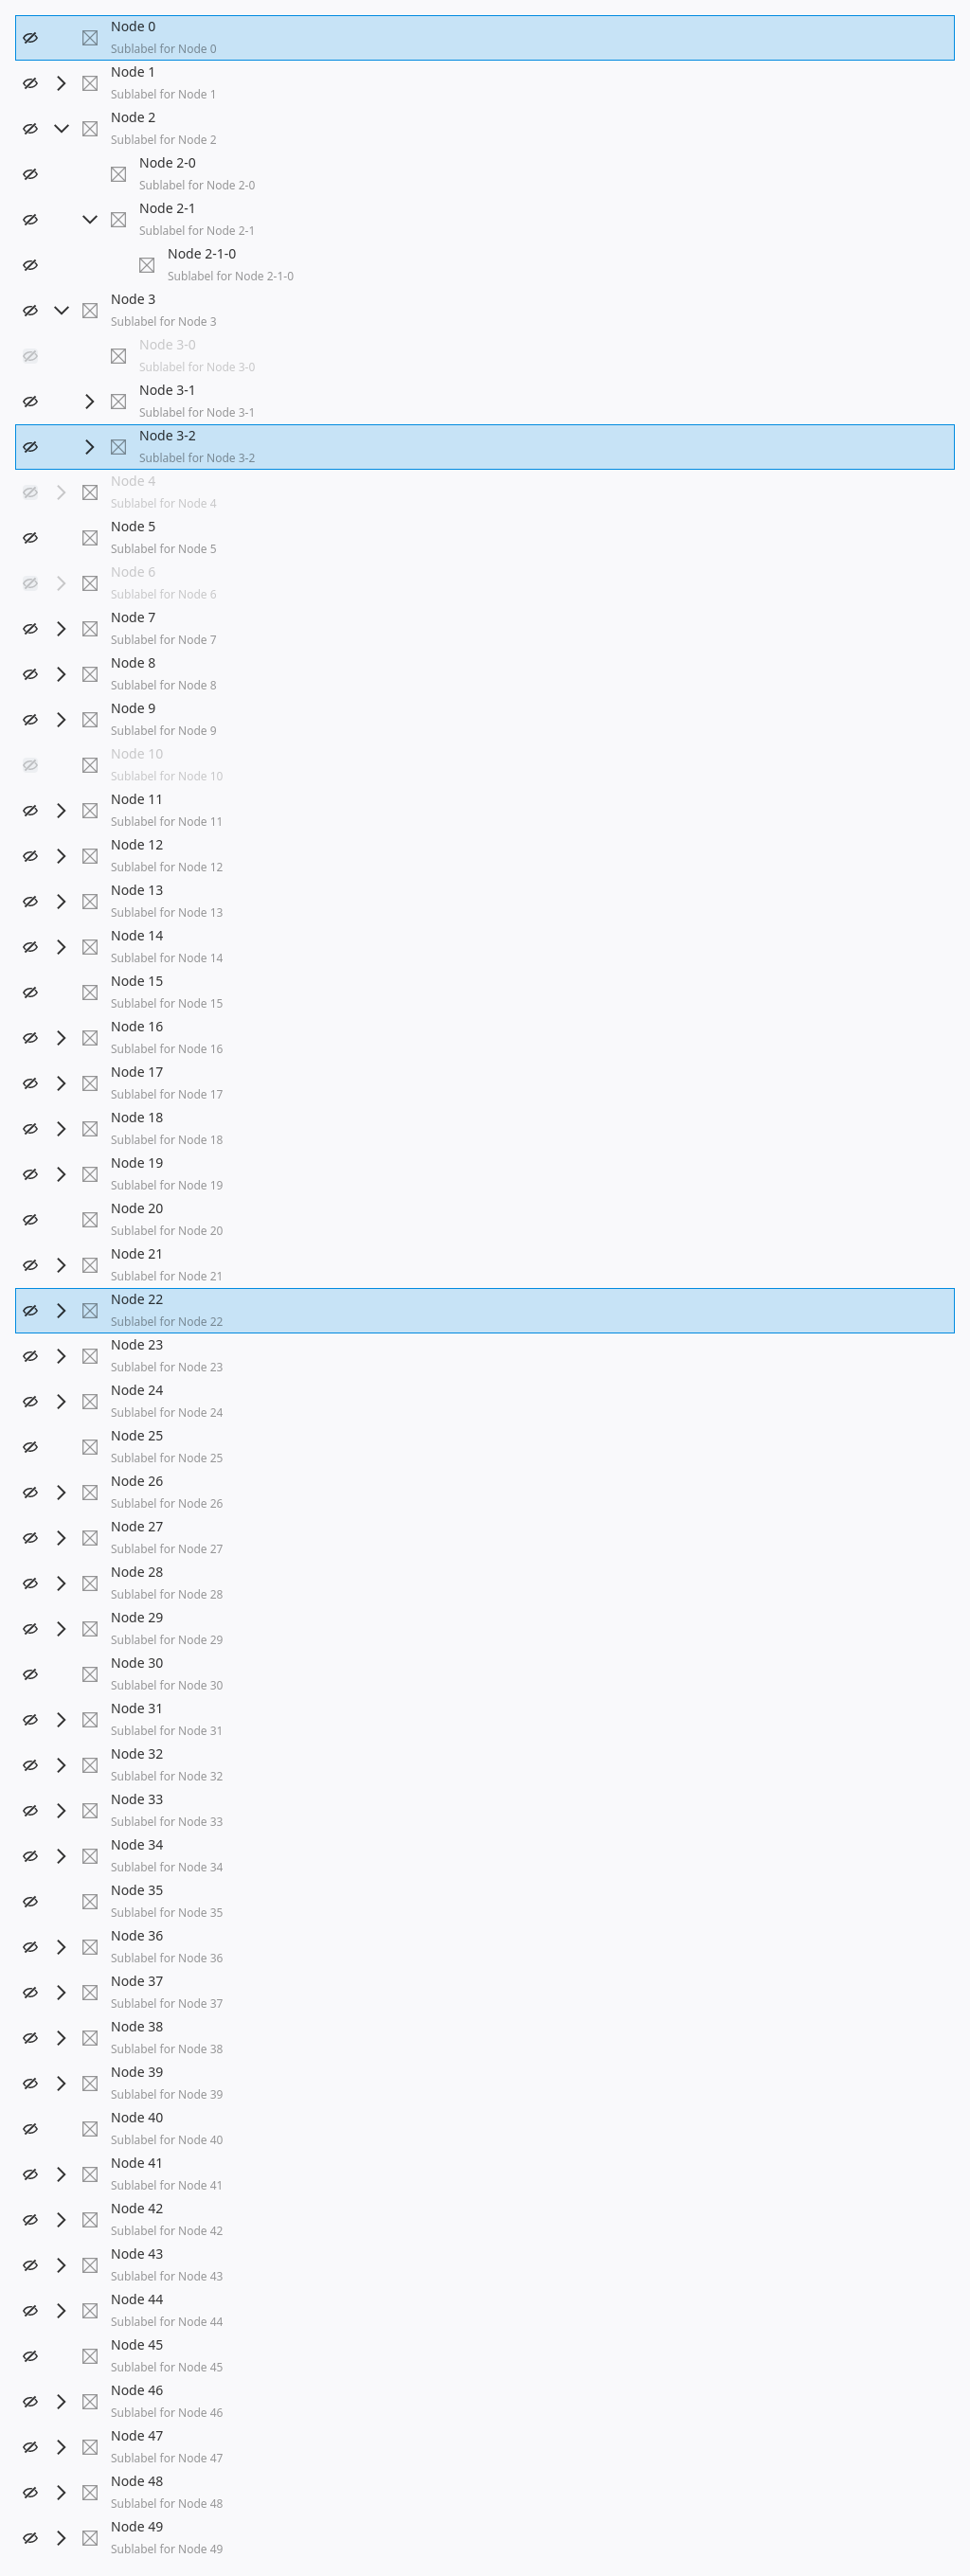 Node 0
Sublabel for Node 0
Node 1
Sublabel for Node 1
Node 2
Sublabel for Node 2
Node 2-0
Sublabel for Node 2-0
Node 2-1
Sublabel for Node 2-1
Node 2-1-0
Sublabel for Node 2-1-0
Node 3
Sublabel for Node 3
Node 3-0
Sublabel for Node 3-0
Node 3-1
Sublabel for Node 3-1
Node 3-2
Sublabel for Node 3-2
Node 4
Sublabel for Node 4
Node 5
Sublabel for Node 5
Node 6
Sublabel for Node 6
Node 7
Sublabel for Node 7
Node 8
Sublabel for Node 8
Node 9
Sublabel for Node 9
Node 10
Sublabel for Node 10
Node 11
Sublabel for Node 11
Node 12
Sublabel for Node 12
Node 13
Sublabel for Node 13
Node 14
Sublabel for Node 14
Node 15
Sublabel for Node 15
Node 16
Sublabel for Node 16
Node 17
Sublabel for Node 17
Node 18
Sublabel for Node 18
Node 19
Sublabel for Node 19
Node 20
Sublabel for Node 20
Node 21
Sublabel for Node 21
Node 22
Sublabel for Node 22
Node 23
Sublabel for Node 23
Node 24
Sublabel for Node 24
Node 25
Sublabel for Node 25
Node 26
Sublabel for Node 26
Node 27
Sublabel for Node 27
Node 28
Sublabel for Node 28
Node 29
Sublabel for Node 29
Node 30
Sublabel for Node 30
Node 31
Sublabel for Node 31
Node 32
Sublabel for Node 32
Node 33
Sublabel for Node 33
Node 34
Sublabel for Node 34
Node 35
Sublabel for Node 35
Node 36
Sublabel for Node 36
Node 37
Sublabel for Node 37
Node 38
Sublabel for Node 38
Node 39
Sublabel for Node 39
Node 40
Sublabel for Node 40
Node 41
Sublabel for Node 41
Node 42
Sublabel for Node 42
Node 43
Sublabel for Node 43
Node 44
Sublabel for Node 44
Node 45
Sublabel for Node 45
Node 46
Sublabel for Node 46
Node 47
Sublabel for Node 47
Node 48
Sublabel for Node 48
Node 49
Sublabel for Node 49